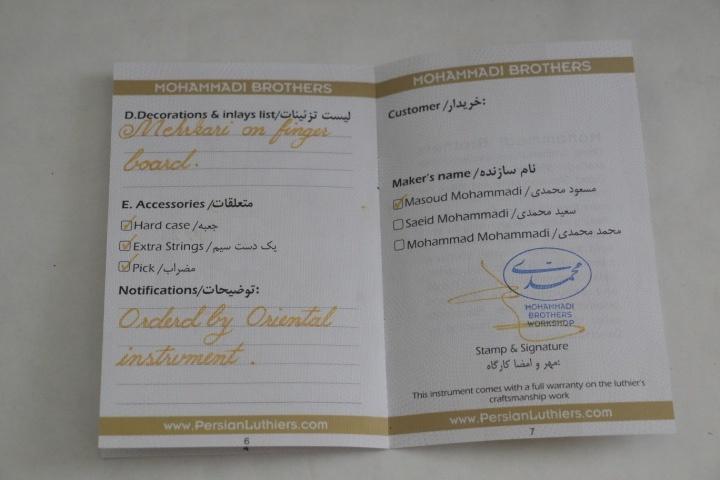 MOHAMMADI BROTHERS
D.Decorations & inlays list/لیست تزئینات
Mehrkari on finger
board.
E. Accessories/متعلقات
Hard case/جعبه
Extra Strings/یک دست سیم
Pick/مضراب
Notifications/توضیحات:
Orderd by Oriental
instrument.
www.PersianLuthiers.com
6
MOHAMMADI BROTHERS
Customer/خریدار:
Maker's name/نام سازنده
Masoud Mohammadi/مسعود محمدی
Saeid Mohammadi/سعید محمدی
Mohammad Mohammadi/محمد محمدی
محمدی
MOHAMMADI
BROTHERS
WORKSHOP
Stamp & Signature
مهر و امضا کارگاه:
This instrument comes with a full warranty on the luthier's
craftsmanship work
www.PersianLuthiers.com
7